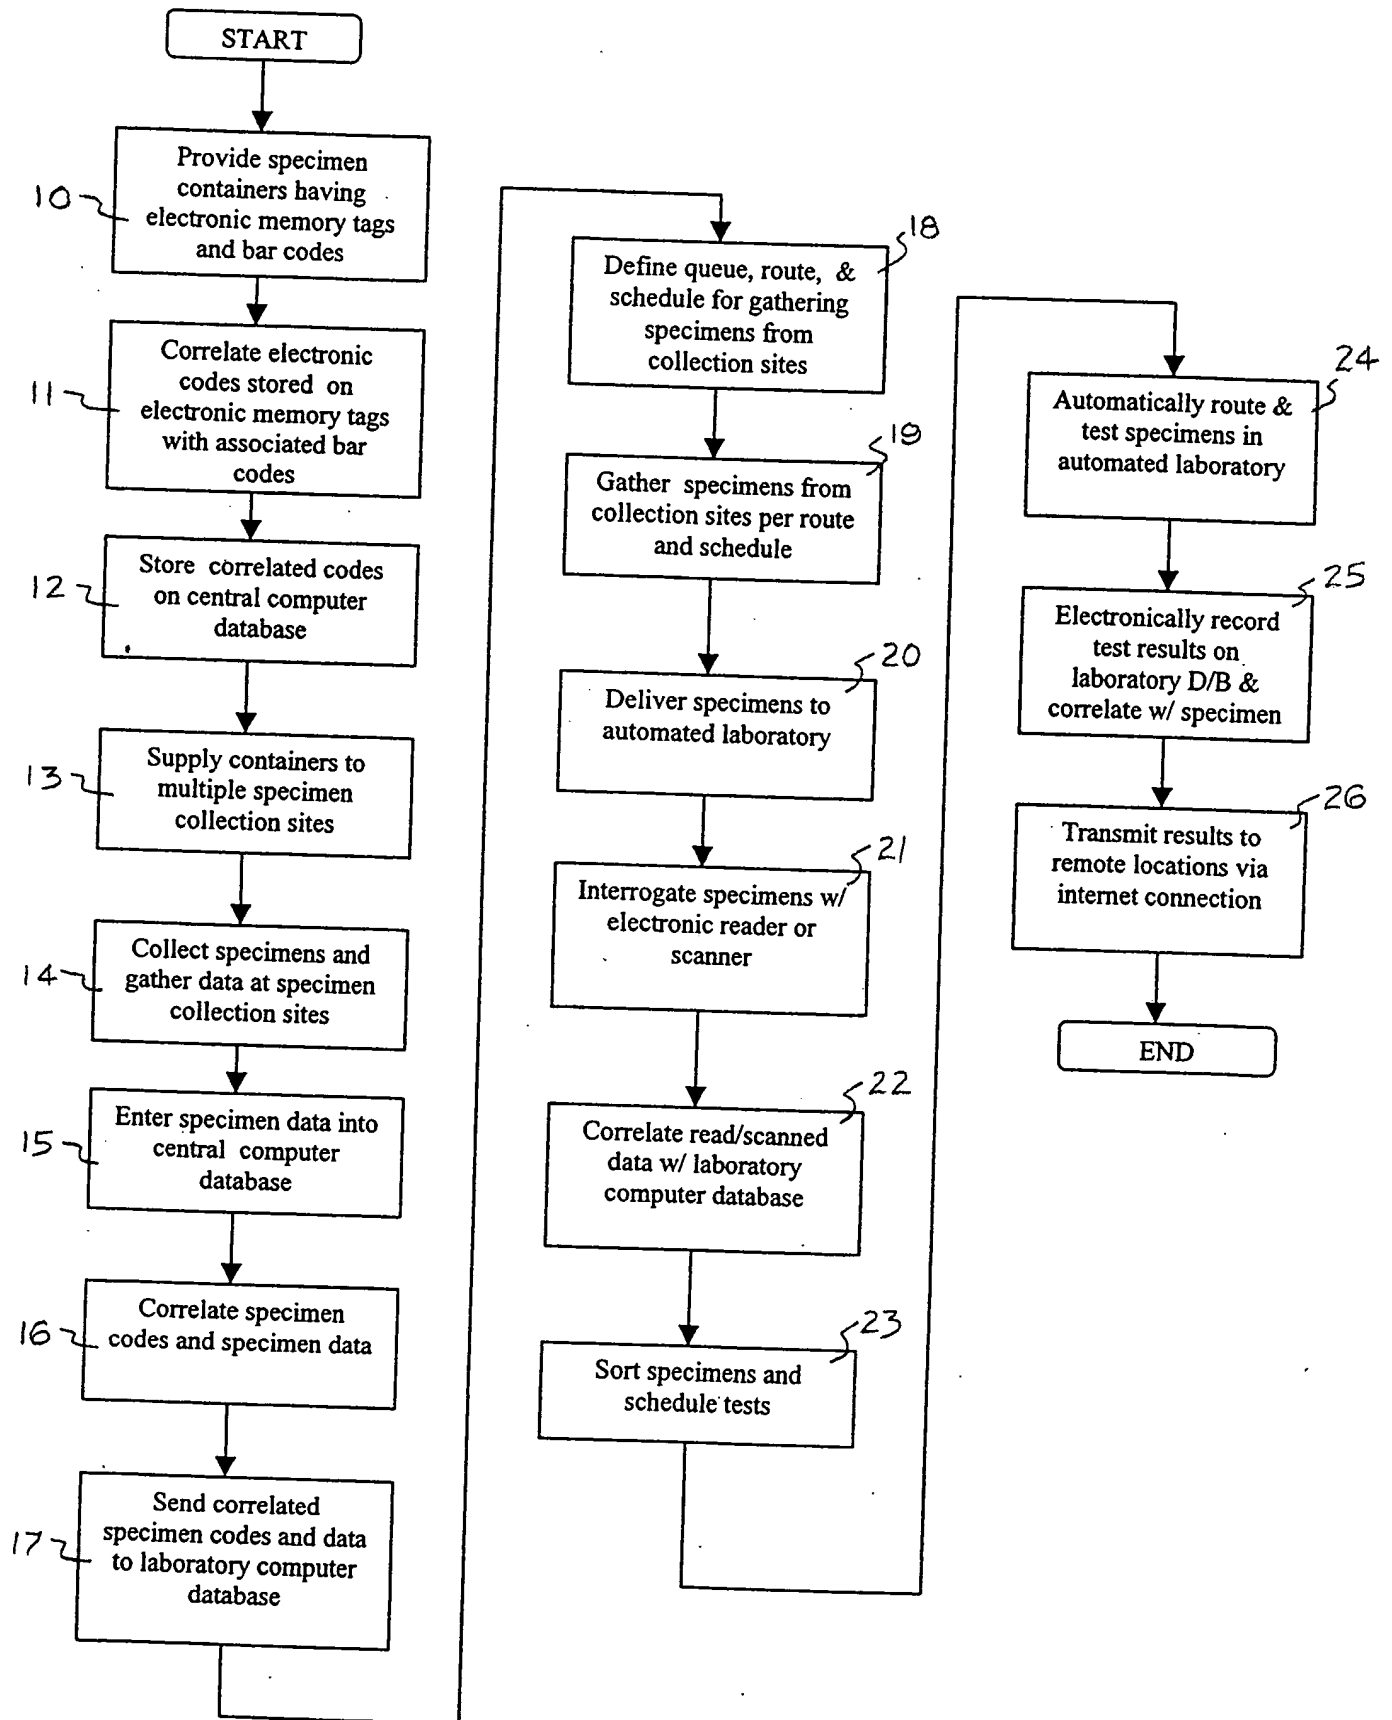 START
10
Provide specimen
containers having
electronic memory tags
and bar codes
11
Correlate electronic
codes stored on
electronic memory tags
with associated bar
codes
12
Store correlated codes
on central computer
database
13
Supply containers to
multiple specimen
collection sites
14
Collect specimens and
gather data at specimen
collection sites
15
Enter specimen data into
central computer
database
16
Correlate specimen
codes and specimen data
17
Send correlated
specimen codes and data
to laboratory computer
database
18
Define queue, route, &
schedule for gathering
specimens from
collection sites
19
Gather specimens from
collection sites per route
and schedule
20
Deliver specimens to
automated laboratory
21
Interrogate specimens w/
electronic reader or
scanner
22
Correlate read/scanned
data w/ laboratory
computer database
23
Sort specimens and
schedule tests
24
Automatically route &
test specimens in
automated laboratory
25
Electronically record
test results on
laboratory D/B &
correlate w/ specimen
26
Transmit results to
remote locations via
internet connection
END